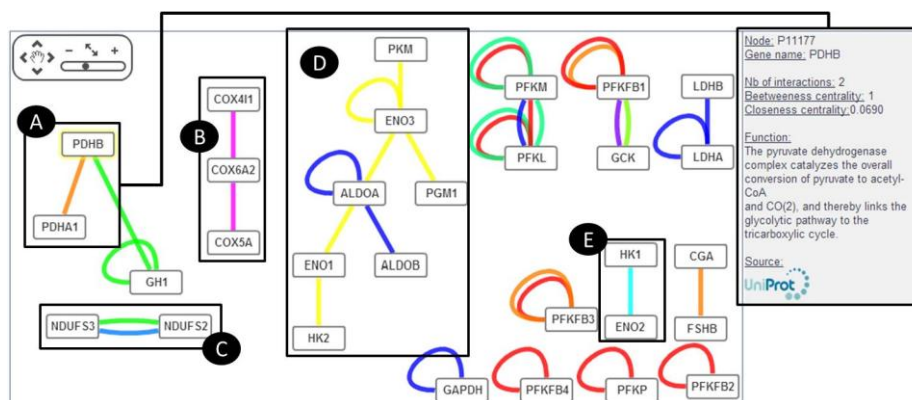 A
PDHB
PDHA1
GH1
B
COX4I1
COX6A2
COX5A
NDUFS3
NDUFS2
C
D
PKM
ENO3
ALDOA
PGM1
ENO1
ALDOB
HK2
PFKM
PFKL
PFKFB1
GCK
LDHB
LDHA
E
PFKFB3
HK1
ENO2
CGA
FSHB
GAPDH
PFKFB4
PFKP
PFKFB2
Node: P11177
Gene name: PDHB
Nb of interactions: 2
Beetweeness centrality: 1
Closeness centrality:0.0690
Function:
The pyruvate dehydrogenase
complex catalyzes the overall
conversion of pyruvate to acetyl-
CoA
and CO(2), and thereby links the
glycolytic pathway to the
tricarboxylic cycle.
Source:
UniProt